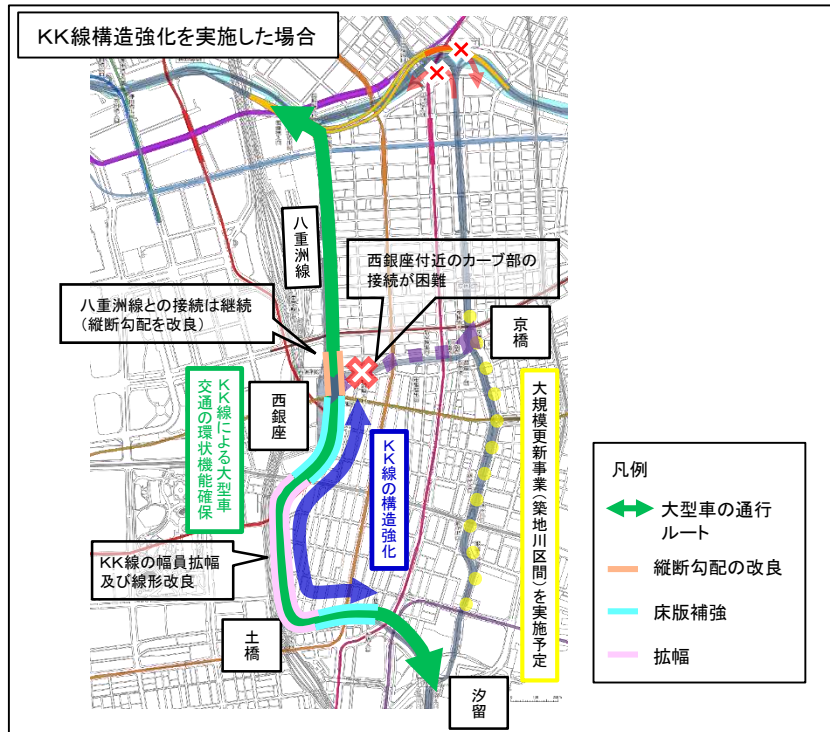 KK線構造強化を実施した場合
八重洲線
西銀座付近のカーブ部の
接続が困難
八重洲線との接続は継続
(縦断勾配を改良)
京橋
西銀座
KK線による大型車
交通の環状機能確保
KK線の構造強化
大規模更新事業(築地川区間)を実施予定
KK線の幅員拡幅
及び線形改良
土橋
汐留
凡例
大型車の通行
ルート
縦断勾配の改良
床版補強
拡幅